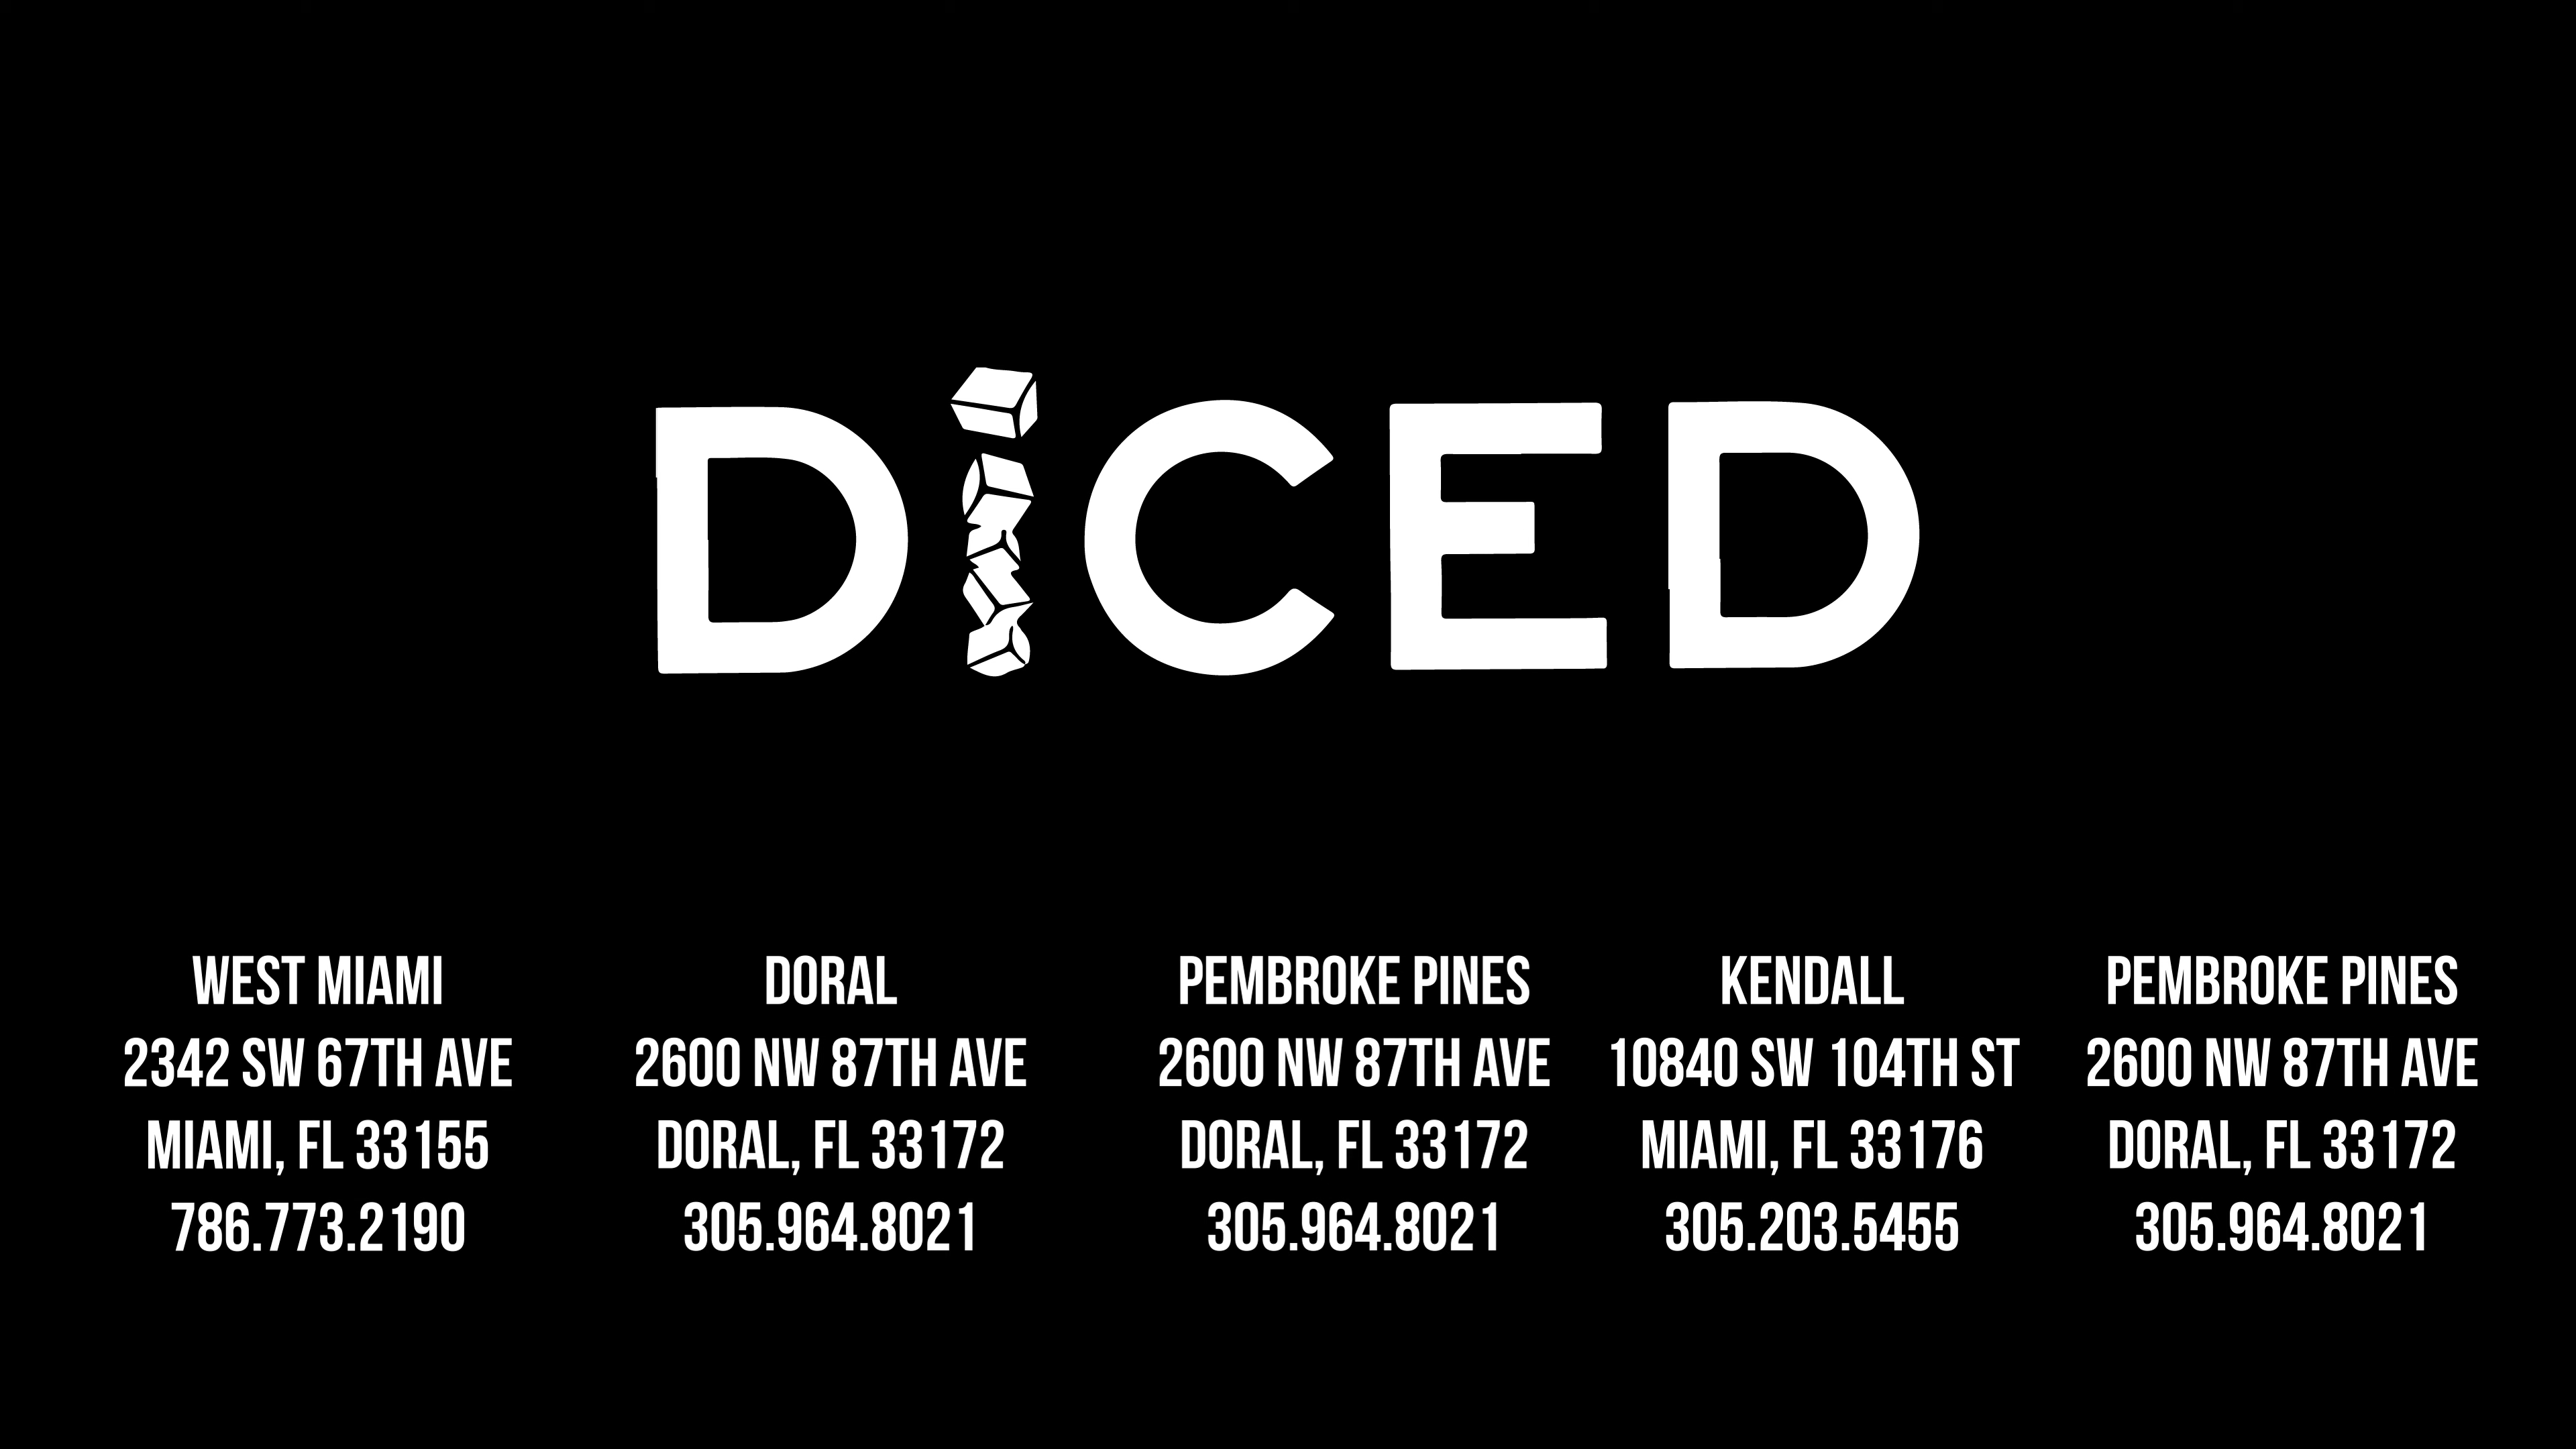 DiCED
WEST MIAMI
2342 SW 67TH AVE
MIAMI, FL 33155
786.773.2190
DORAL
2600 NW 87TH AVE
DORAL, FL 33172
305.964.8021
PEMBROKE PINES
2600 NW 87TH AVE
DORAL, FL 33172
305.964.8021
KENDALL
10840 SW 104TH ST
MIAMI, FL 33176
305.203.5455
PEMBROKE PINES
2600 NW 87TH AVE
DORAL, FL 33172
305.964.8021